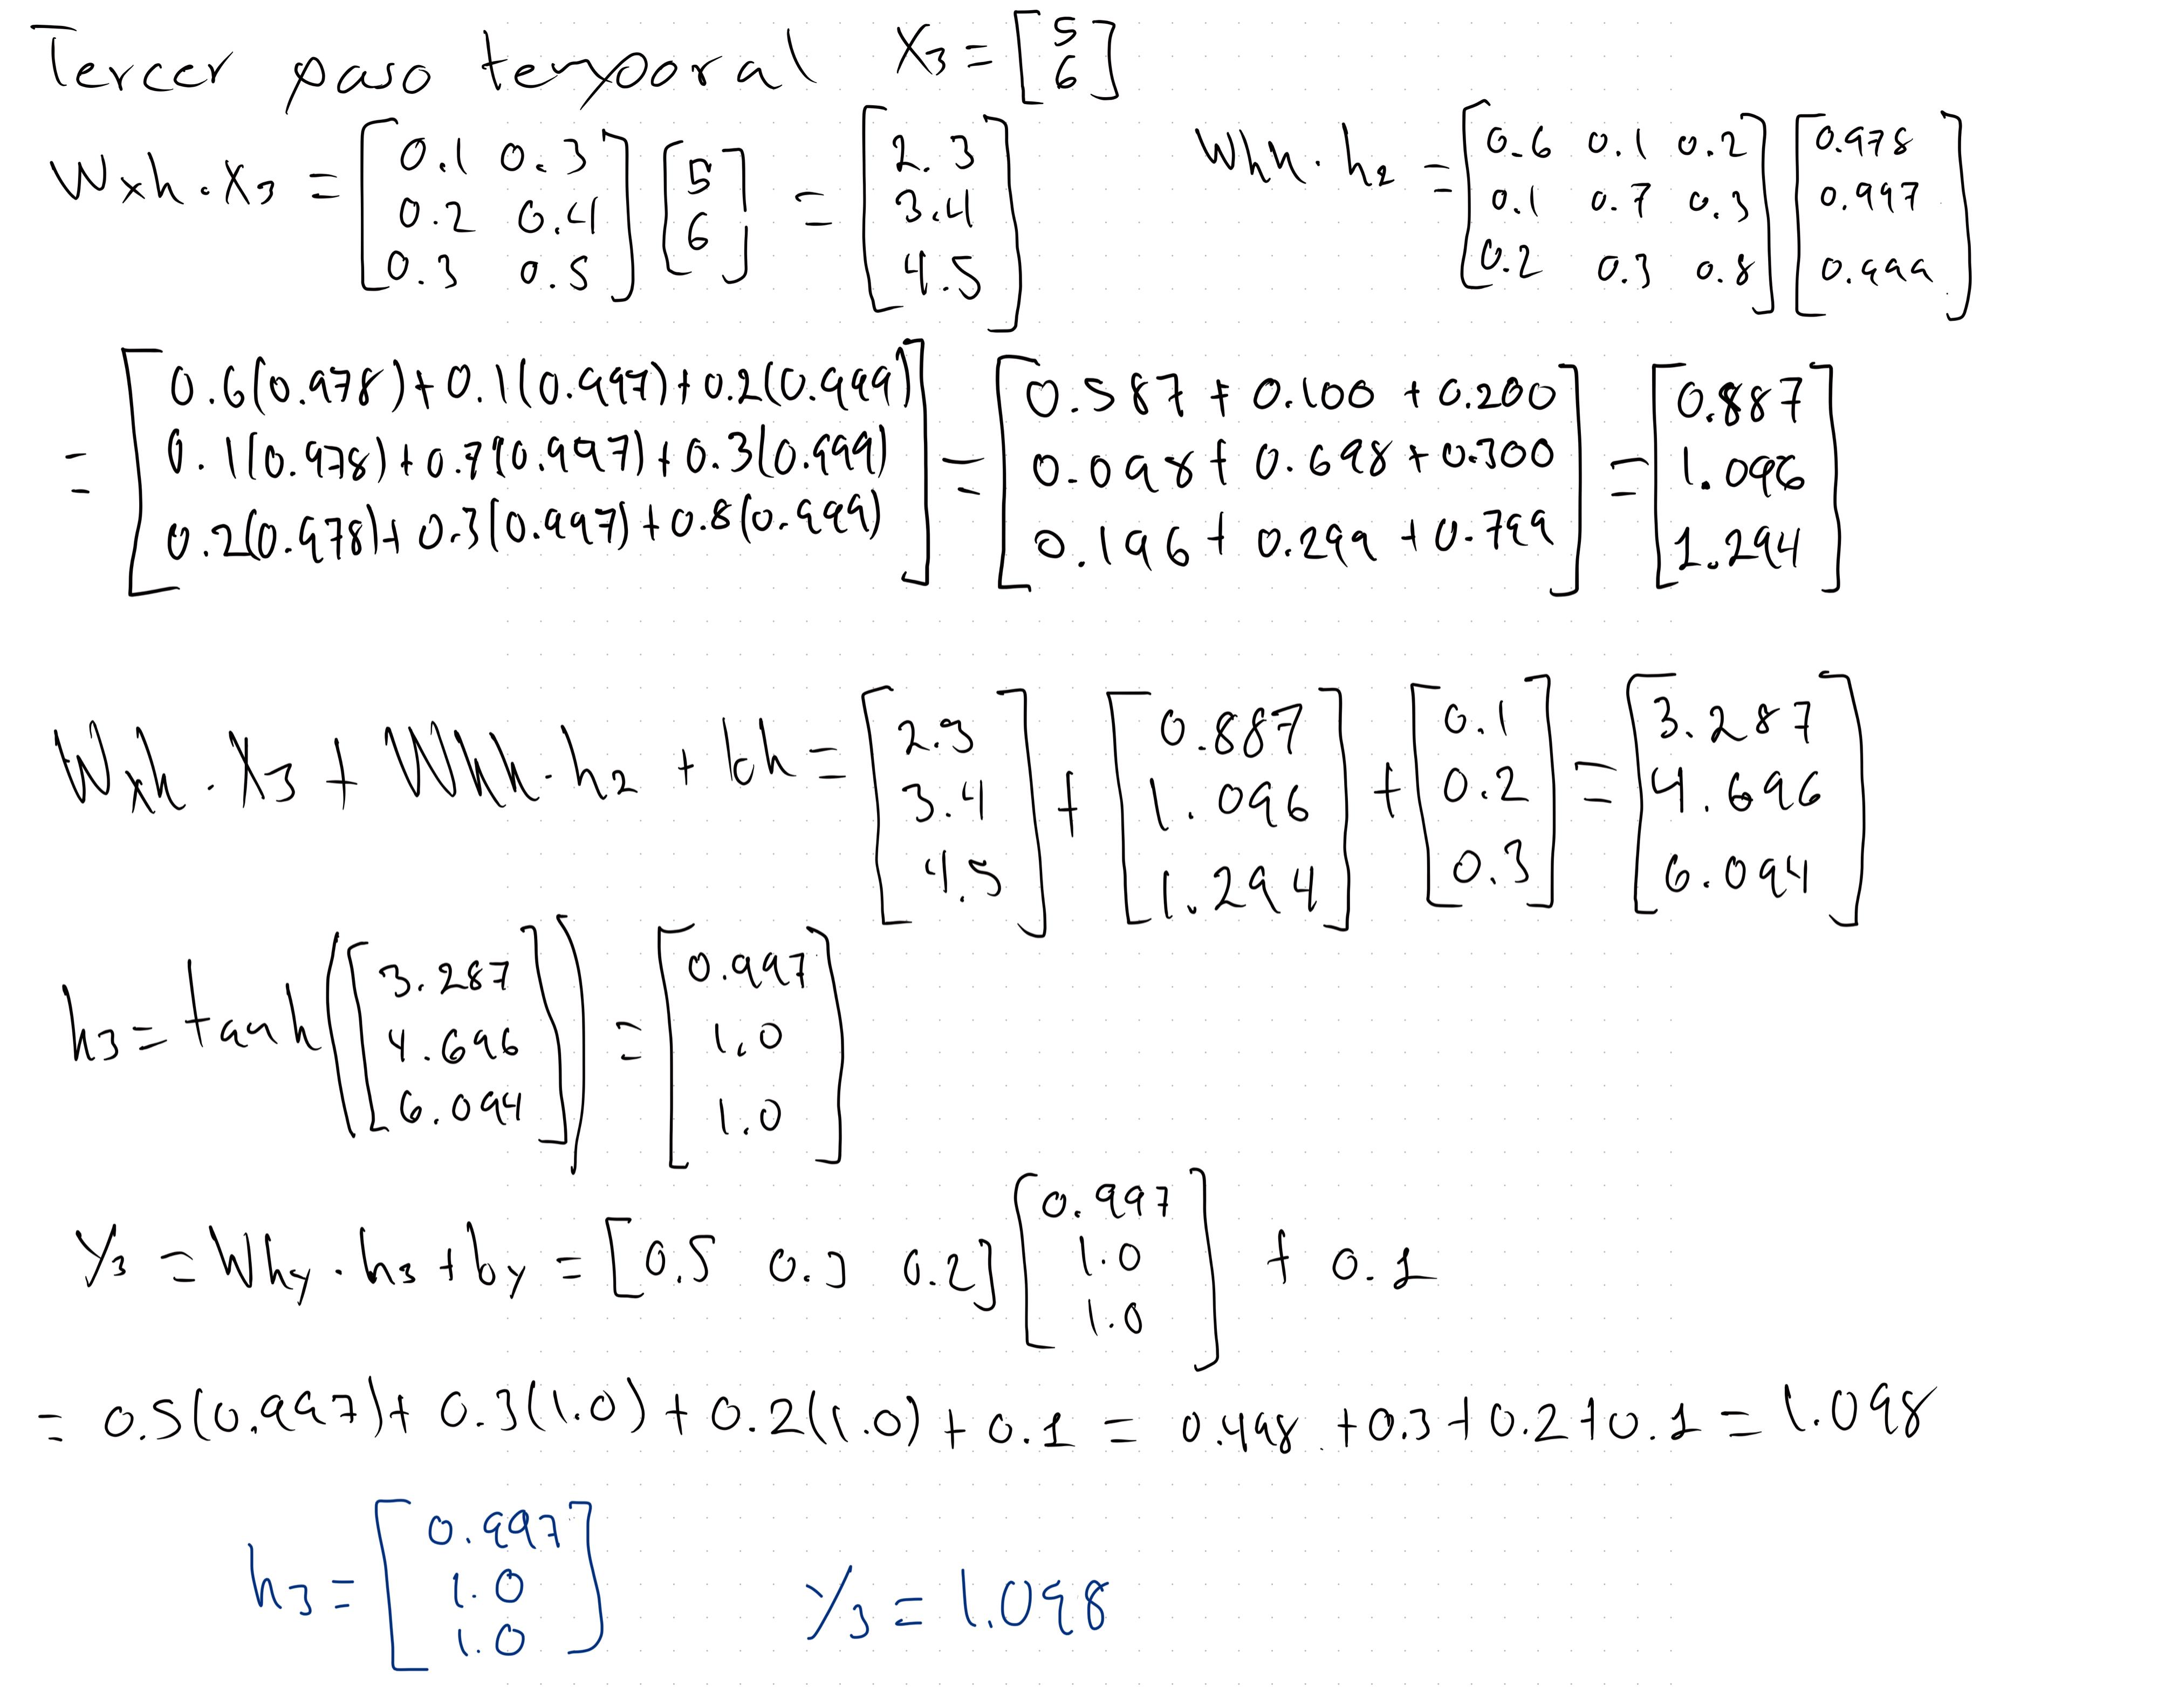 Tercer paso temporal X₃ = [5 6]
Wxh·X₃ = [0.1 0.3; 0.2 0.4; 0.3 0.5] [5; 6] = [2.3; 3.4; 4.5] Whh·h₂ = [0.6 0.1 0.2; 0.1 0.7 0.3; 0.2 0.3 0.8] [0.978; 0.997; 0.999]
= [0.6(0.978)+0.1(0.997)+0.2(0.999); 0.1(0.978)+0.7(0.997)+0.3(0.999); 0.2(0.978)+0.3(0.997)+0.8(0.999)] = [0.587+0.100+0.200; 0.098+0.698+0.300; 0.196+0.299+0.799] = [0.887; 1.096; 1.294]
Wxh·X₃ + Whh·h₂ + bh = [2.3; 3.4; 4.5] + [0.887; 1.096; 1.294] + [0.1; 0.2; 0.3] = [3.287; 4.696; 6.094]
h₃ = tanh([3.287; 4.696; 6.094]) = [0.997; 1.0; 1.0]
Y₃ = Why·h₃+by = [0.5 0.3 0.2] [0.997; 1.0; 1.0] + 0.1
= 0.5(0.997)+ 0.3(1.0) + 0.2(1.0) + 0.1 = 0.498 +0.3+0.2+0.1 = 1.098
h₃ = [0.997; 1.0; 1.0] Y₃ = 1.098